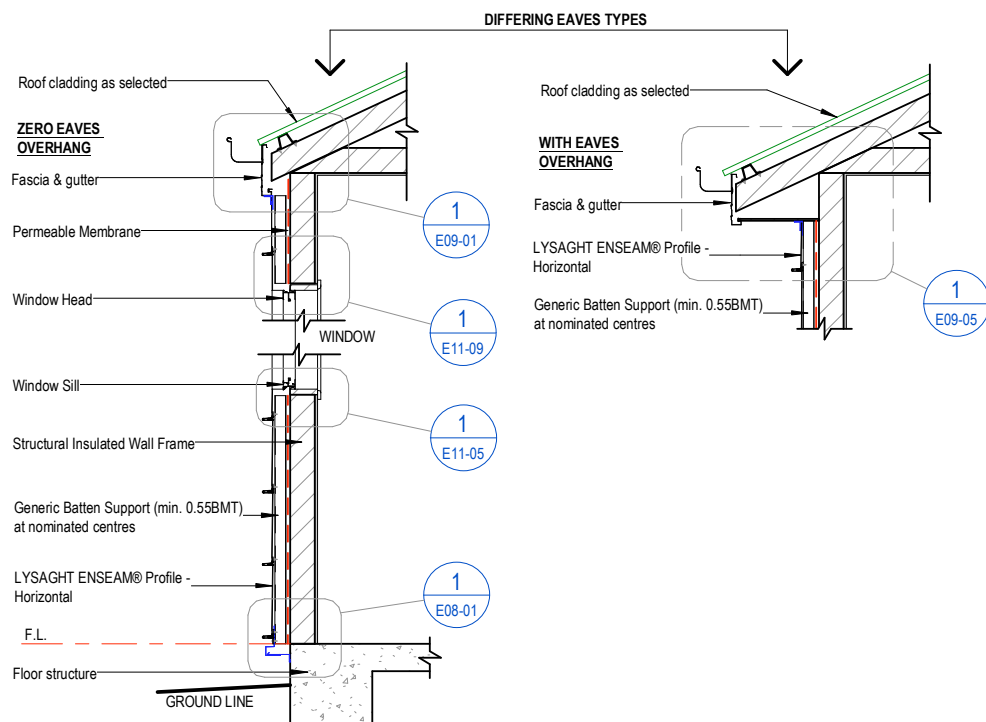 DIFFERING EAVES TYPES
Roof cladding as selected
ZERO EAVES
OVERHANG
Fascia & gutter
1
E09-01
Permeable Membrane
Window Head
1
E11-09
WINDOW
Window Sill
1
E11-05
Structural Insulated Wall Frame
Generic Batten Support (min. 0.55BMT)
at nominated centres
LYSAGHT ENSEAM® Profile -
Horizontal
1
E08-01
F.L.
Floor structure
GROUND LINE
Roof cladding as selected
WITH EAVES
OVERHANG
Fascia & gutter
LYSAGHT ENSEAM® Profile -
Horizontal
Generic Batten Support (min. 0.55BMT)
at nominated centres
1
E09-05